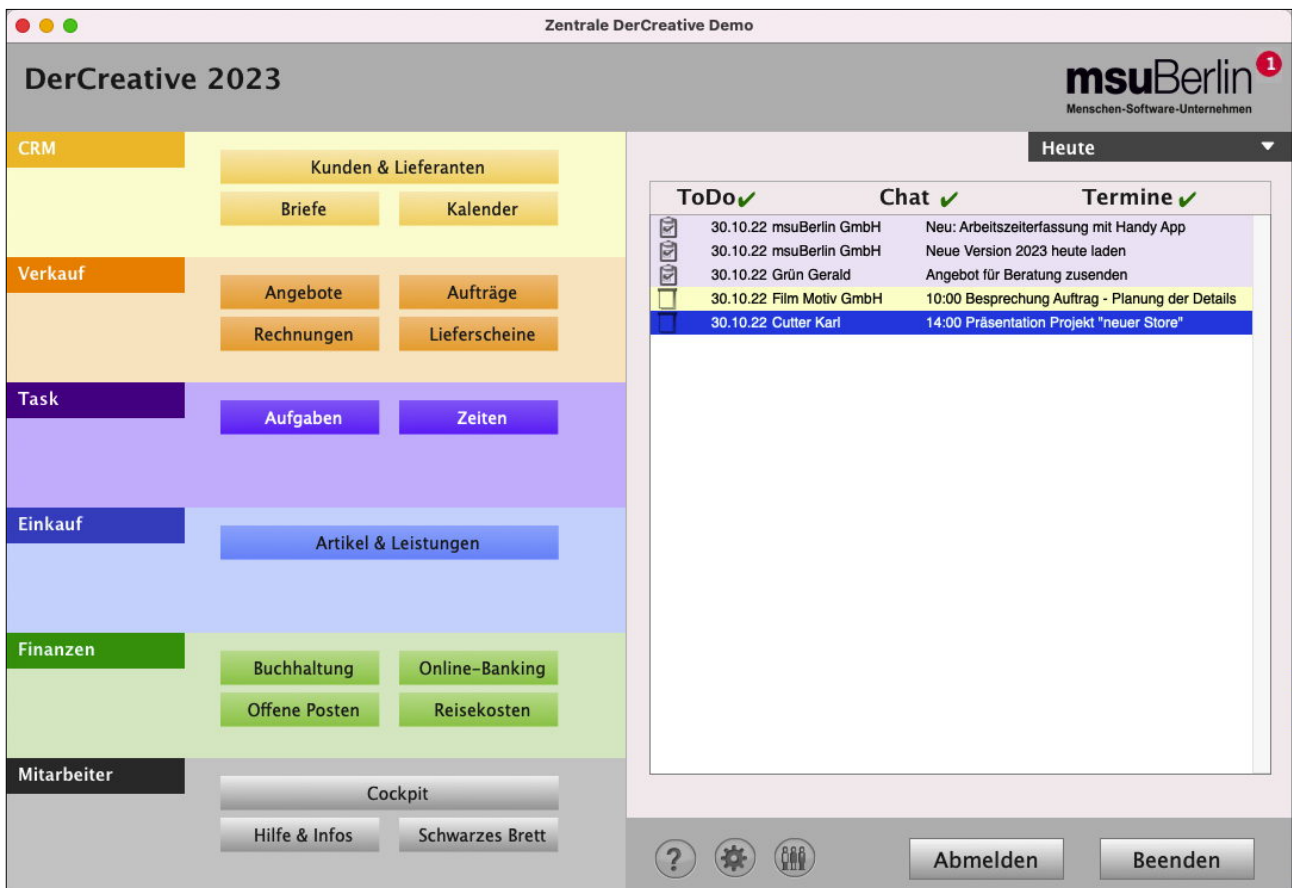 Zentrale DerCreative Demo
DerCreative 2023
msuBerlin 1
Menschen-Software-Unternehmen
CRM
Kunden & Lieferanten
Briefe Kalender
Verkauf
Angebote Aufträge
Rechnungen Lieferscheine
Task
Aufgaben Zeiten
Einkauf
Artikel & Leistungen
Finanzen
Buchhaltung Online-Banking
Offene Posten Reisekosten
Mitarbeiter
Cockpit
Hilfe & Infos Schwarzes Brett
Heute
ToDo✔ Chat ✔ Termine✔
30.10.22 msuBerlin GmbH Neu: Arbeitszeiterfassung mit Handy App
30.10.22 msuBerlin GmbH Neue Version 2023 heute laden
30.10.22 Grün Gerald Angebot für Beratung zusenden
30.10.22 Film Motiv GmbH 10:00 Besprechung Auftrag - Planung der Details
30.10.22 Cutter Karl 14:00 Präsentation Projekt "neuer Store"
? Abmelden Beenden